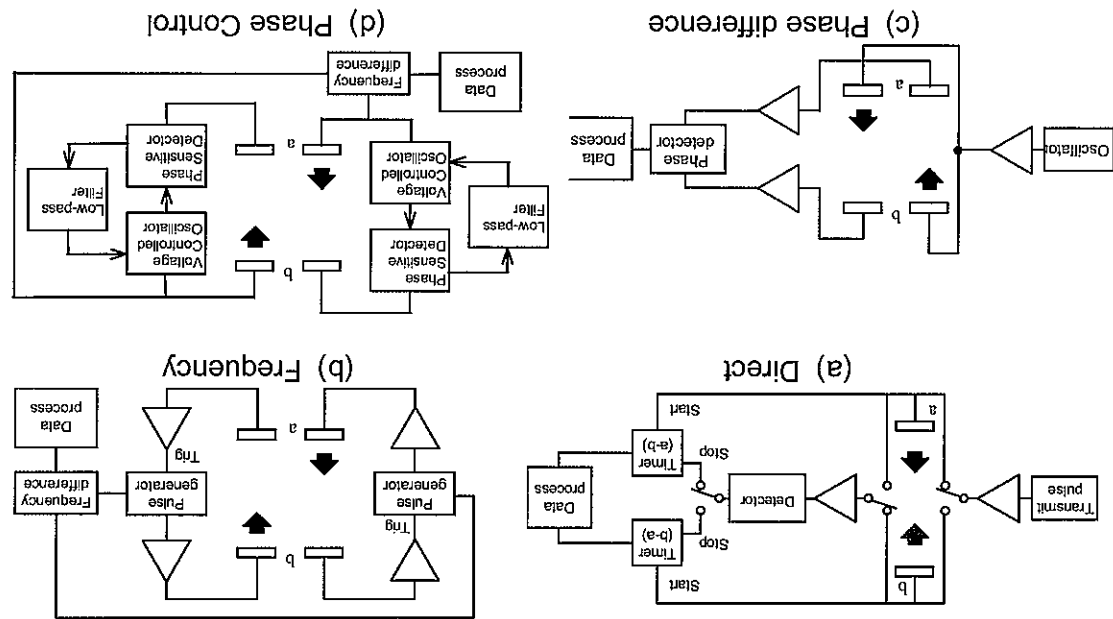 b
Start
Timer
(b-a)
Stop
Transmit
pulse
Detector
Data
process
Stop
Timer
(a-b)
Start
a
(a) Direct
b
Trig
Pulse
generator
Pulse
generator
Frequency
difference
Trig
a
Data
process
(b) Frequency
b
Oscillator
Phase
detector
Data
process
a
(c) Phase difference
b
Phase
Sensitive
Detector
Low-pass
Filter
Voltage
Controlled
Oscillator
Voltage
Controlled
Oscillator
Low-pass
Filter
Phase
Sensitive
Detector
a
Data
process
Frequency
difference
(d) Phase Control